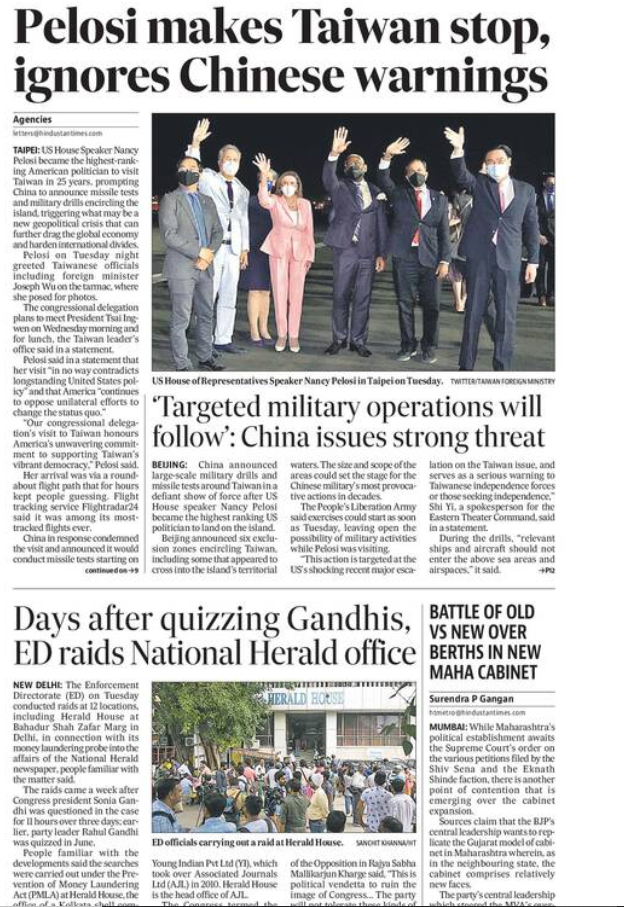 Pelosi makes Taiwan stop,
ignores Chinese warnings
Agencies
letters@hindustantimes.com
TAIPEI: US House Speaker Nancy
Pelosi became the highest-rank-
ing American politician to visit
Taiwan in 25 years, prompting
China to announce missile tests
and military drills encircling the
island, triggering what may be a
new geopolitical crisis that can
further drag the global economy
and harden international divides.
Pelosi on Tuesday night
greeted Taiwanese officials
including foreign minister
Joseph Wu on the tarmac, where
she posed for photos.
The congressional delegation
plans to meet President Tsai Ing-
wen on Wednesday morning and
for lunch, the Taiwan leader's
office said in a statement.
Pelosi said in a statement that
her visit "in no way contradicts
longstanding United States pol-
icy" and that America "continues
to oppose unilateral efforts to
change the status quo."
"Our congressional delega-
tion's visit to Taiwan honours
America's unwavering commit-
ment to supporting Taiwan's
vibrant democracy," Pelosi said.
Her arrival was via a round-
about flight path that for hours
kept people guessing. Flight
tracking service Flightradar24
said it was among its most-
tracked flights ever.
China in response condemned
the visit and announced it would
conduct missile tests starting on
continued on →9
US House of Representatives Speaker Nancy Pelosi in Taipei on Tuesday. TWITTER/TAIWAN FOREIGN MINISTRY
'Targeted military operations will
follow': China issues strong threat
BEIJING: China announced
large-scale military drills and
missile tests around Taiwan in a
defiant show of force after US
House speaker Nancy Pelosi
became the highest ranking US
politician to land on the island.
Beijing announced six exclu-
sion zones encircling Taiwan,
including some that appeared to
cross into the island's territorial
waters. The size and scope of the
areas could set the stage for the
Chinese military's most provoca-
tive actions in decades.
The People's Liberation Army
said exercises could start as soon
as Tuesday, leaving open the
possibility of military activities
while Pelosi was visiting.
"This action is targeted at the
US's shocking recent major esca-
lation on the Taiwan issue, and
serves as a serious warning to
Taiwanese independence forces
or those seeking independence,"
Shi Yi, a spokesperson for the
Eastern Theater Command, said
in a statement.
During the drills, "relevant
ships and aircraft should not
enter the above sea areas and
airspaces," it said. →P12
Days after quizzing Gandhis,
ED raids National Herald office
NEW DELHI: The Enforcement
Directorate (ED) on Tuesday
conducted raids at 12 locations,
including Herald House at
Bahadur Shah Zafar Marg in
Delhi, in connection with its
money laundering probe into the
affairs of the National Herald
newspaper, people familiar with
the matter said.
The raids came a week after
Congress president Sonia Gan-
dhi was questioned in the case
for 11 hours over three days; ear-
lier, party leader Rahul Gandhi
was quizzed in June.
People familiar with the
developments said the searches
were carried out under the Pre-
vention of Money Laundering
Act (PMLA) at Herald House, the
office of a Kolkata shell com-
HERALD HOUSE
ED officials carrying out a raid at Herald House. SANCHIT KHANNA/HT
Young Indian Pvt Ltd (YI), which
took over Associated Journals
Ltd (AJL) in 2010. Herald House
is the head office of AJL.
The Congress termed the
of the Opposition in Rajya Sabha
Mallikarjun Kharge said, "This is
political vendetta to ruin the
image of Congress... The party
will not tolerate these kinds of
BATTLE OF OLD
VS NEW OVER
BERTHS IN NEW
MAHA CABINET
Surendra P Gangan
htmetro@hindustantimes.com
MUMBAI: While Maharashtra's
political establishment awaits
the Supreme Court's order on
the various petitions filed by the
Shiv Sena and the Eknath
Shinde faction, there is another
point of contention that is
emerging over the cabinet
expansion.
Sources claim that the BJP's
central leadership wants to rep-
licate the Gujarat model of cabi-
net in Maharashtra wherein, as
in the neighbouring state, the
cabinet comprises relatively
new faces.
The party's central leadership
which steered the MVA's over-